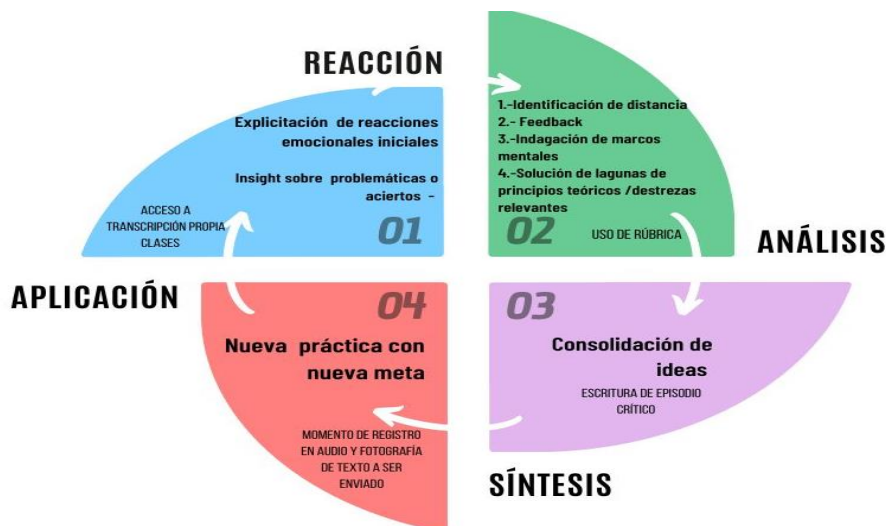 REACCIÓN
Explicitación de reacciones
emocionales iniciales
Insight sobre problemáticas o
aciertos -
ACCESO A
TRANSCRIPCIÓN PROPIA
CLASES
01
1.-Identificación de distancia
2.- Feedback
3.-Indagación de marcos
mentales
4.-Solución de lagunas de
principios teóricos /destrezas
relevantes
02
USO DE RÚBRICA
ANÁLISIS
03
Consolidación de
ideas
ESCRITURA DE EPISODIO
CRÍTICO
SÍNTESIS
APLICACIÓN
04
Nueva práctica con
nueva meta
MOMENTO DE REGISTRO
EN AUDIO Y FOTOGRAFÍA
DE TEXTO A SER
ENVIADO